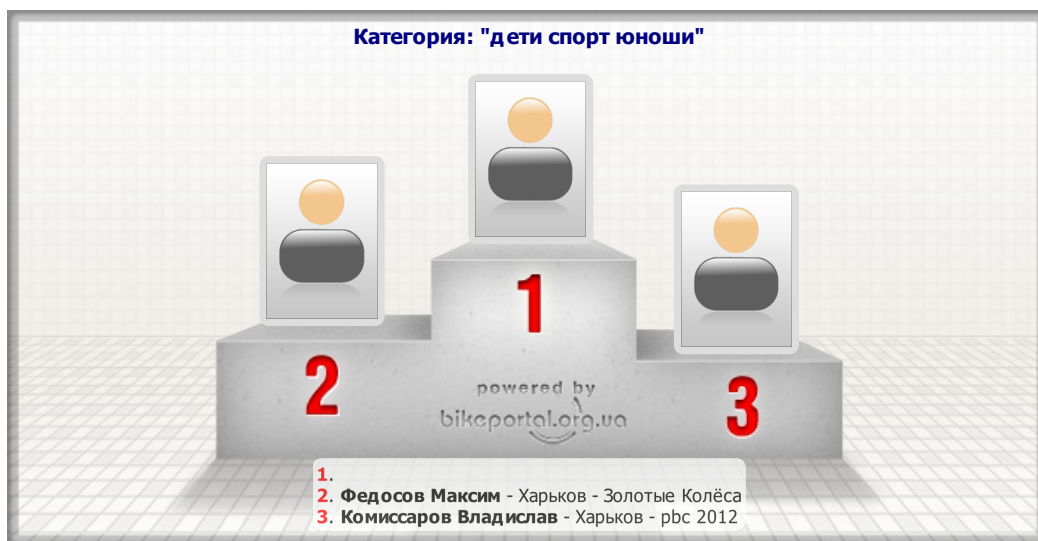 Категория: "дети спорт юноши"
1
2
3
powered by
bikeportal.org.ua
1.
2. Федосов Максим - Харьков - Золотые Колёса
3. Комиссаров Владислав - Харьков - pbc 2012